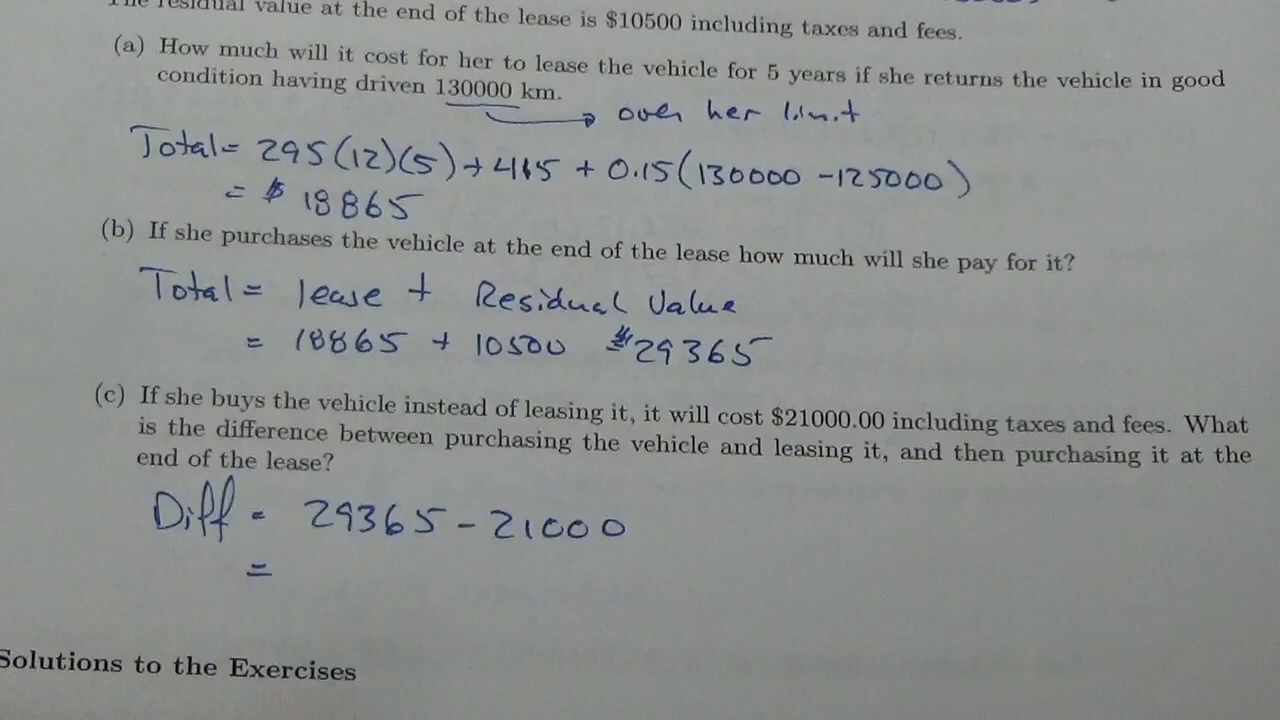 The residual value at the end of the lease is $10500 including taxes and fees.
(a) How much will it cost for her to lease the vehicle for 5 years if she returns the vehicle in good
condition having driven 130000 km.
over her limit
Total = 295(12)(5) + 415 + 0.15(130000 - 125000)
= $ 18865
(b) If she purchases the vehicle at the end of the lease how much will she pay for it?
Total = lease + Residual Value
= 18865 + 10500 = $29365
(c) If she buys the vehicle instead of leasing it, it will cost $21000.00 including taxes and fees. What
is the difference between purchasing the vehicle and leasing it, and then purchasing it at the
end of the lease?
Diff = 29365 - 21000
=
Solutions to the Exercises